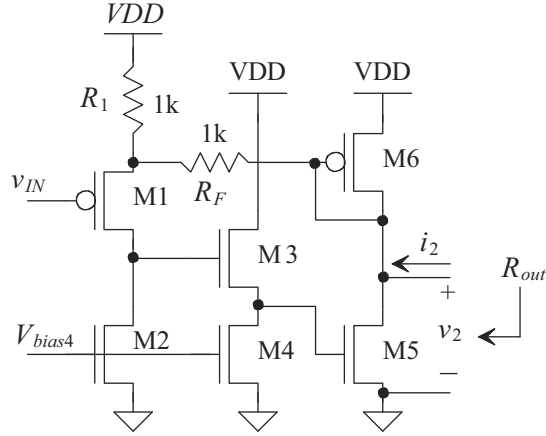 VDD
VDD
VDD
R1
1k
1k
M6
vIN
M1
RF
M3
i2
Rout
+
Vbias4
M2
M4
M5
v2
−